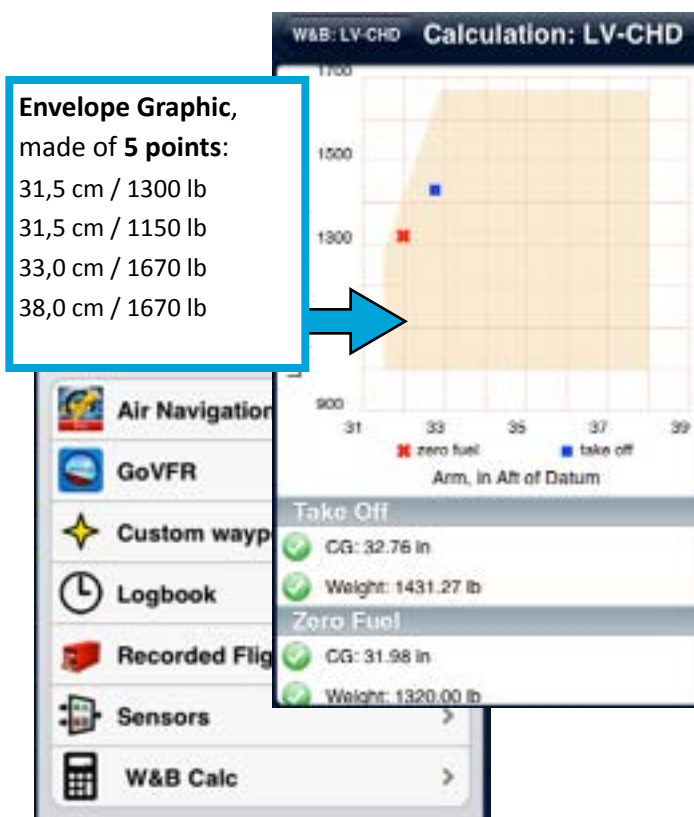 W&B: LV-CHD
Calculation: LV-CHD
Envelope Graphic,
made of 5 points:
31,5 cm / 1300 lb
31,5 cm / 1150 lb
33,0 cm / 1670 lb
38,0 cm / 1670 lb
1700
1500
1300
900
31 33 35 37 39
zero fuel take off
Arm, in Aft of Datum
Take Off
CG: 32.76 in
Weight: 1431.27 lb
Zero Fuel
CG: 31.98 in
Weight: 1320.00 lb
Air Navigation
GoVFR
Custom wayp
Logbook
Recorded Flig
Sensors
W&B Calc